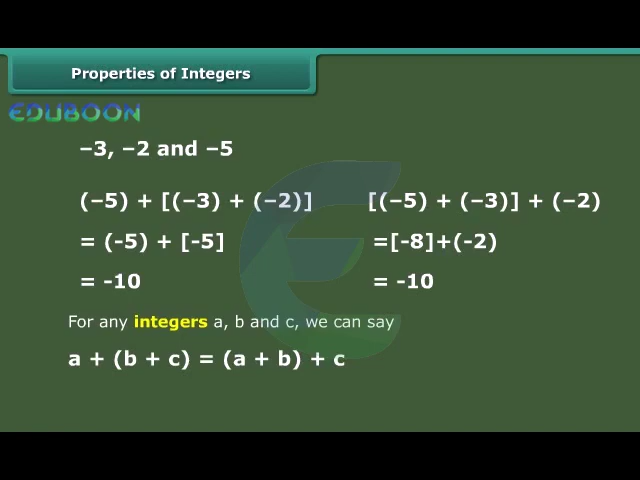 Properties of Integers
EDUBOON
–3, –2 and –5
(–5) + [(–3) + (–2)]
= (-5) + [-5]
= -10
[(–5) + (–3)] + (–2)
=[-8]+(-2)
= -10
For any integers a, b and c, we can say
a + (b + c) = (a + b) + c